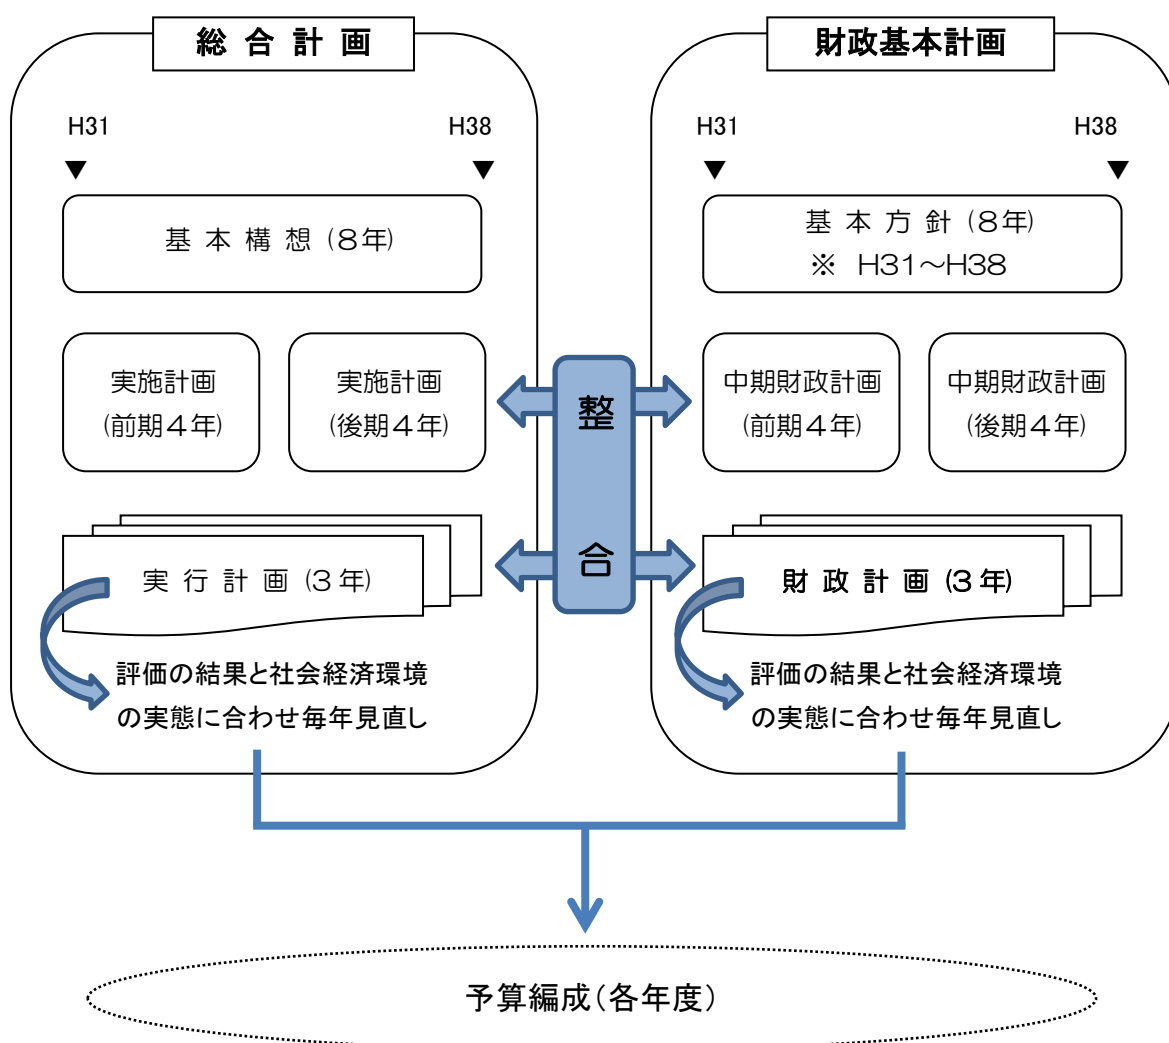 総 合 計 画
H31
H38
基 本 構 想 (８年)
実施計画
(前期４年)
実施計画
(後期４年)
実 行 計 画 (３年)
評価の結果と社会経済環境
の実態に合わせ毎年見直し
整
合
財政基本計画
H31
H38
基 本 方 針 (８年)
※ H31～H38
中期財政計画
(前期４年)
中期財政計画
(後期４年)
財 政 計 画 (３年)
評価の結果と社会経済環境
の実態に合わせ毎年見直し
予算編成(各年度)